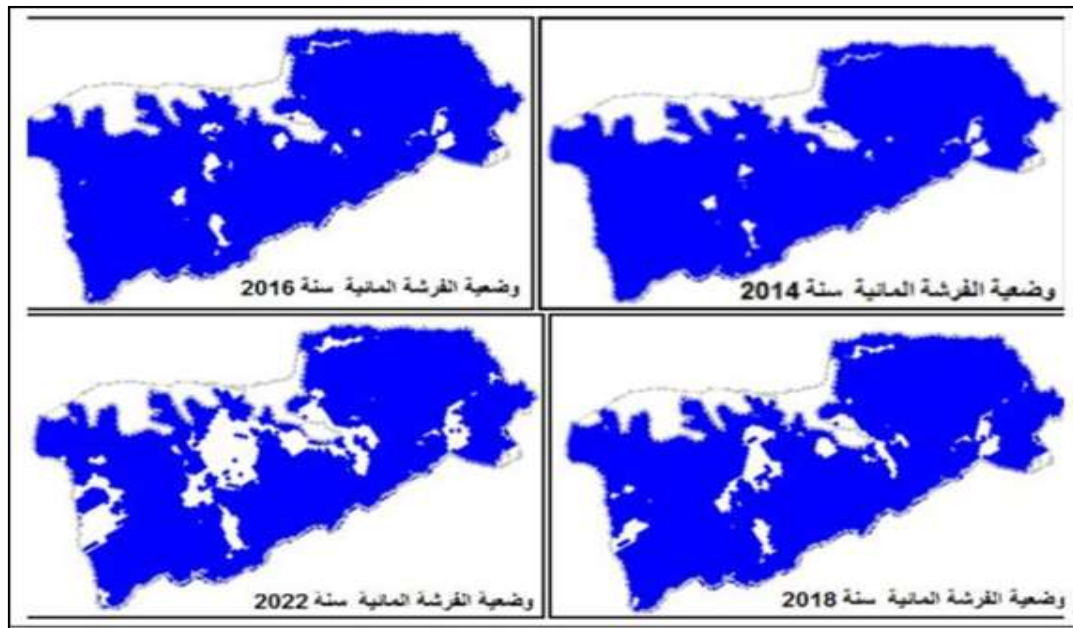 وضعية الفرشة المائية سنة 2014
وضعية الفرشة المائية سنة 2016
وضعية الفرشة المائية سنة 2018
وضعية الفرشة المائية سنة 2022